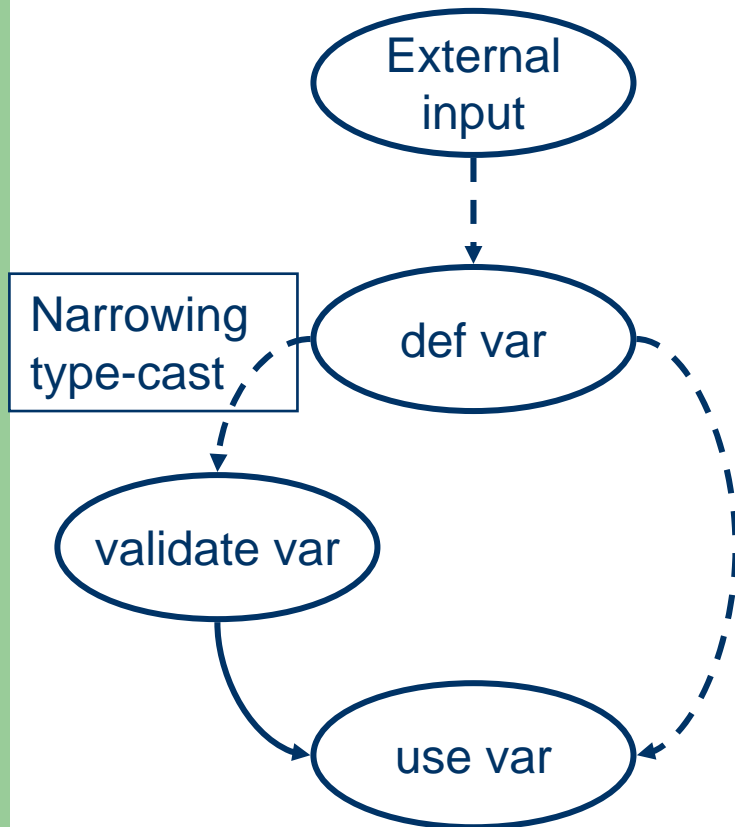 External
input
def var
Narrowing
type-cast
validate var
use var